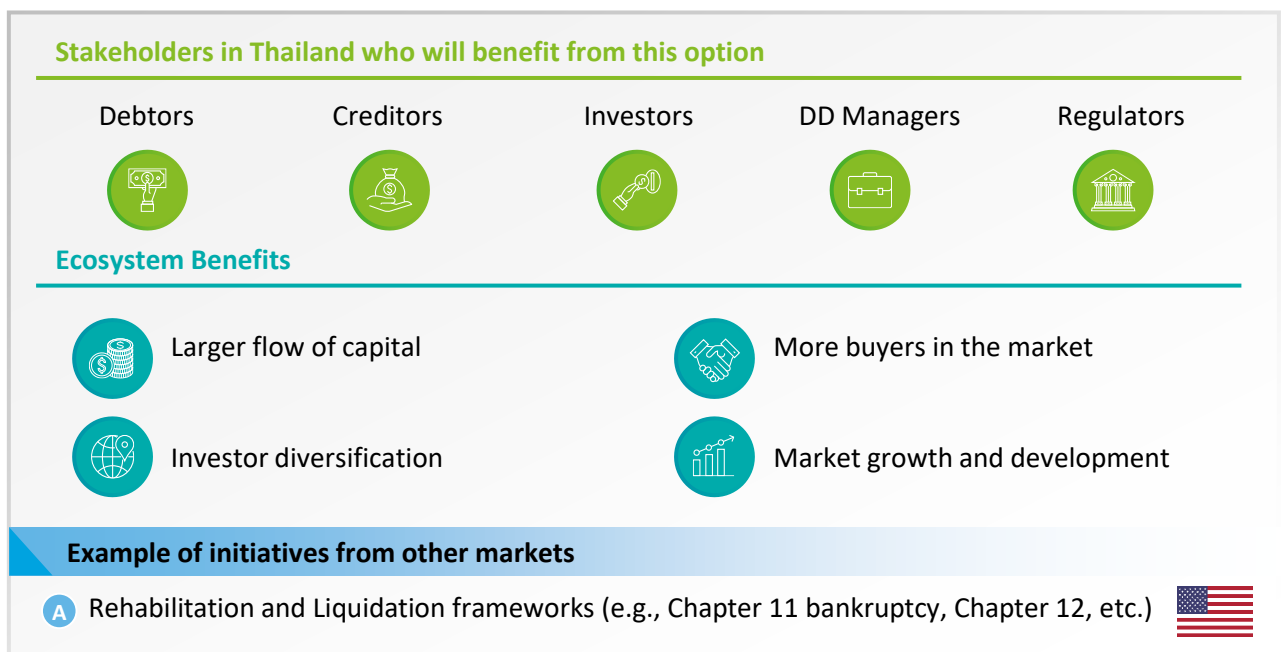 Stakeholders in Thailand who will benefit from this option
Debtors Creditors Investors DD Managers Regulators
Ecosystem Benefits
Larger flow of capital
More buyers in the market
Investor diversification
Market growth and development
Example of initiatives from other markets
A Rehabilitation and Liquidation frameworks (e.g., Chapter 11 bankruptcy, Chapter 12, etc.)